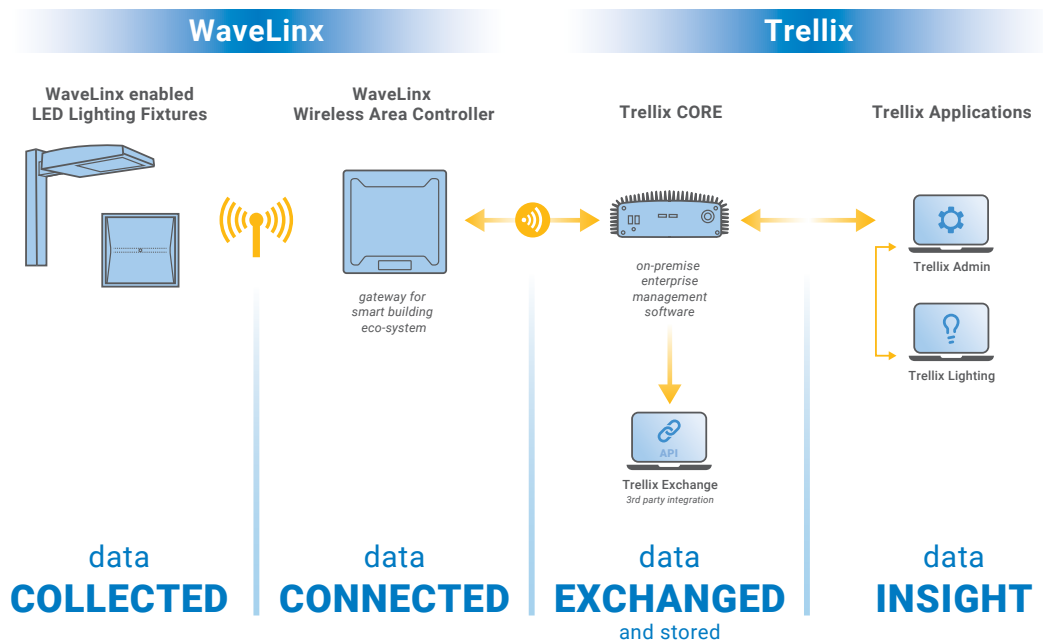 WaveLinx
Trellix
WaveLinx enabled
LED Lighting Fixtures
WaveLinx
Wireless Area Controller
Trellix CORE
Trellix Applications
gateway for
smart building
eco-system
on-premise
enterprise
management
software
Trellix Admin
Trellix Lighting
API
Trellix Exchange
3rd party integration
data
COLLECTED
data
CONNECTED
data
EXCHANGED
and stored
data
INSIGHT